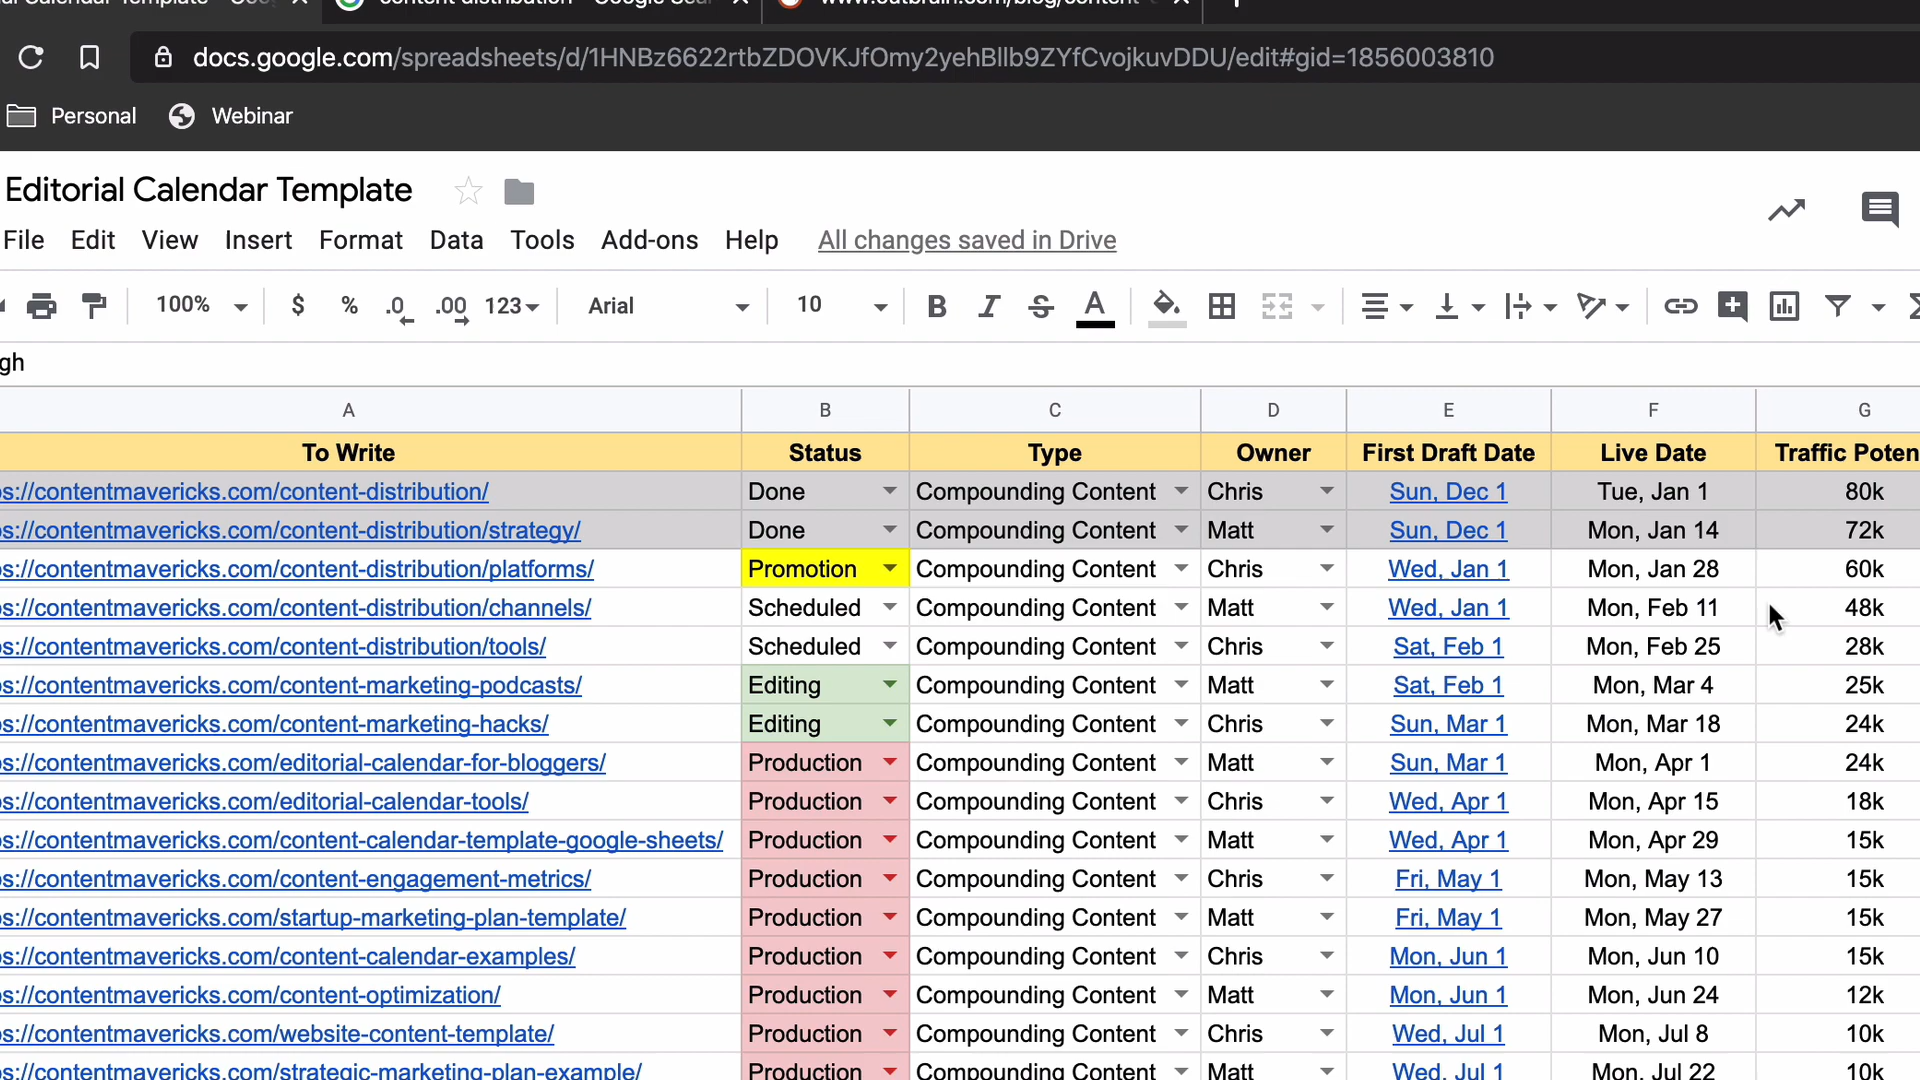 docs.google.com/spreadsheets/d/1HNBz6622rtbZDOVKJfOmy2yehBllb9ZYfCvojkuvDDU/edit#gid=1856003810
Personal Webinar
Editorial Calendar Template
File Edit View Insert Format Data Tools Add-ons Help All changes saved in Drive
100% $ % .0 .00 123 Arial 10 B I S A
gh
A B C D E F G
To Write Status Type Owner First Draft Date Live Date Traffic Poten
os://contentmavericks.com/content-distribution/ Done Compounding Content Chris Sun, Dec 1 Tue, Jan 1 80k
os://contentmavericks.com/content-distribution/strategy/ Done Compounding Content Matt Sun, Dec 1 Mon, Jan 14 72k
os://contentmavericks.com/content-distribution/platforms/ Promotion Compounding Content Chris Wed, Jan 1 Mon, Jan 28 60k
os://contentmavericks.com/content-distribution/channels/ Scheduled Compounding Content Matt Wed, Jan 1 Mon, Feb 11 48k
os://contentmavericks.com/content-distribution/tools/ Scheduled Compounding Content Chris Sat, Feb 1 Mon, Feb 25 28k
os://contentmavericks.com/content-marketing-podcasts/ Editing Compounding Content Matt Sat, Feb 1 Mon, Mar 4 25k
os://contentmavericks.com/content-marketing-hacks/ Editing Compounding Content Chris Sun, Mar 1 Mon, Mar 18 24k
os://contentmavericks.com/editorial-calendar-for-bloggers/ Production Compounding Content Matt Sun, Mar 1 Mon, Apr 1 24k
os://contentmavericks.com/editorial-calendar-tools/ Production Compounding Content Chris Wed, Apr 1 Mon, Apr 15 18k
os://contentmavericks.com/content-calendar-template-google-sheets/ Production Compounding Content Matt Wed, Apr 1 Mon, Apr 29 15k
os://contentmavericks.com/content-engagement-metrics/ Production Compounding Content Chris Fri, May 1 Mon, May 13 15k
os://contentmavericks.com/startup-marketing-plan-template/ Production Compounding Content Matt Fri, May 1 Mon, May 27 15k
os://contentmavericks.com/content-calendar-examples/ Production Compounding Content Chris Mon, Jun 1 Mon, Jun 10 15k
os://contentmavericks.com/content-optimization/ Production Compounding Content Matt Mon, Jun 1 Mon, Jun 24 12k
os://contentmavericks.com/website-content-template/ Production Compounding Content Chris Wed, Jul 1 Mon, Jul 8 10k
os://contentmavericks.com/strategic-marketing-plan-example/ Production Compounding Content Matt Wed, Jul 1 Mon, Jul 22 10k